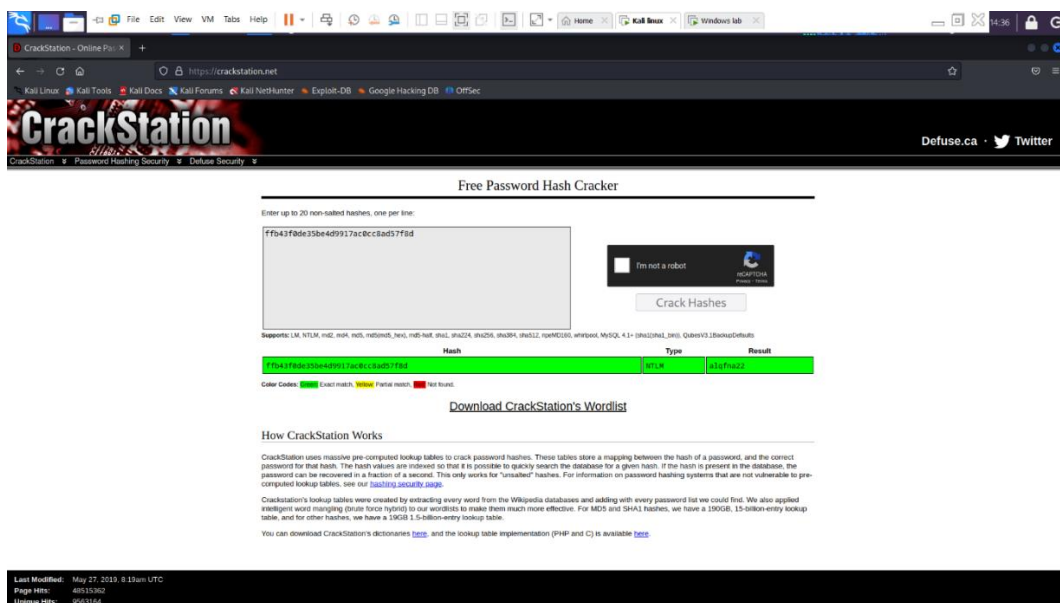 File Edit View VM Tabs Help Home Kali linux Windows lab 14:36
CrackStation - Online Pas
https://crackstation.net
Kali Linux Kali Tools Kali Docs Kali Forums Kali NetHunter Exploit-DB Google Hacking DB OffSec
CrackStation
Defuse.ca · Twitter
CrackStation Password Hashing Security Defuse Security
Free Password Hash Cracker
Enter up to 20 non-salted hashes, one per line:
ffb43f0de35be4d9917ac0cc8ad57f8d
I'm not a robot
reCAPTCHA
Privacy - Terms
Crack Hashes
Supports: LM, NTLM, md2, md4, md5, md5(md5_hex), md5-half, sha1, sha224, sha256, sha384, sha512, ripeMD160, whirlpool, MySQL 4.1+ (sha1(sha1_bin)), QubesV3.1BackupDefaults
Hash Type Result
ffb43f0de35be4d9917ac0cc8ad57f8d NTLM a1qfna22
Color Codes: Green: Exact match, Yellow: Partial match, Red: Not found.
Download CrackStation's Wordlist
How CrackStation Works
CrackStation uses massive pre-computed lookup tables to crack password hashes. These tables store a mapping between the hash of a password, and the correct
password for that hash. The hash values are indexed so that it is possible to quickly search the database for a given hash. If the hash is present in the database, the
password can be recovered in a fraction of a second. This only works for "unsalted" hashes. For information on password hashing systems that are not vulnerable to pre-
computed lookup tables, see our hashing security page.
Crackstation's lookup tables were created by extracting every word from the Wikipedia databases and adding with every password list we could find. We also applied
intelligent word mangling (brute force hybrid) to our wordlists to make them much more effective. For MD5 and SHA1 hashes, we have a 190GB, 15-billion-entry lookup
table, and for other hashes, we have a 19GB 1.5-billion-entry lookup table.
You can download CrackStation's dictionaries here, and the lookup table implementation (PHP and C) is available here.
Last Modified: May 27, 2019, 8:19am UTC
Page Hits: 48515362
Unique Hits: 9563164